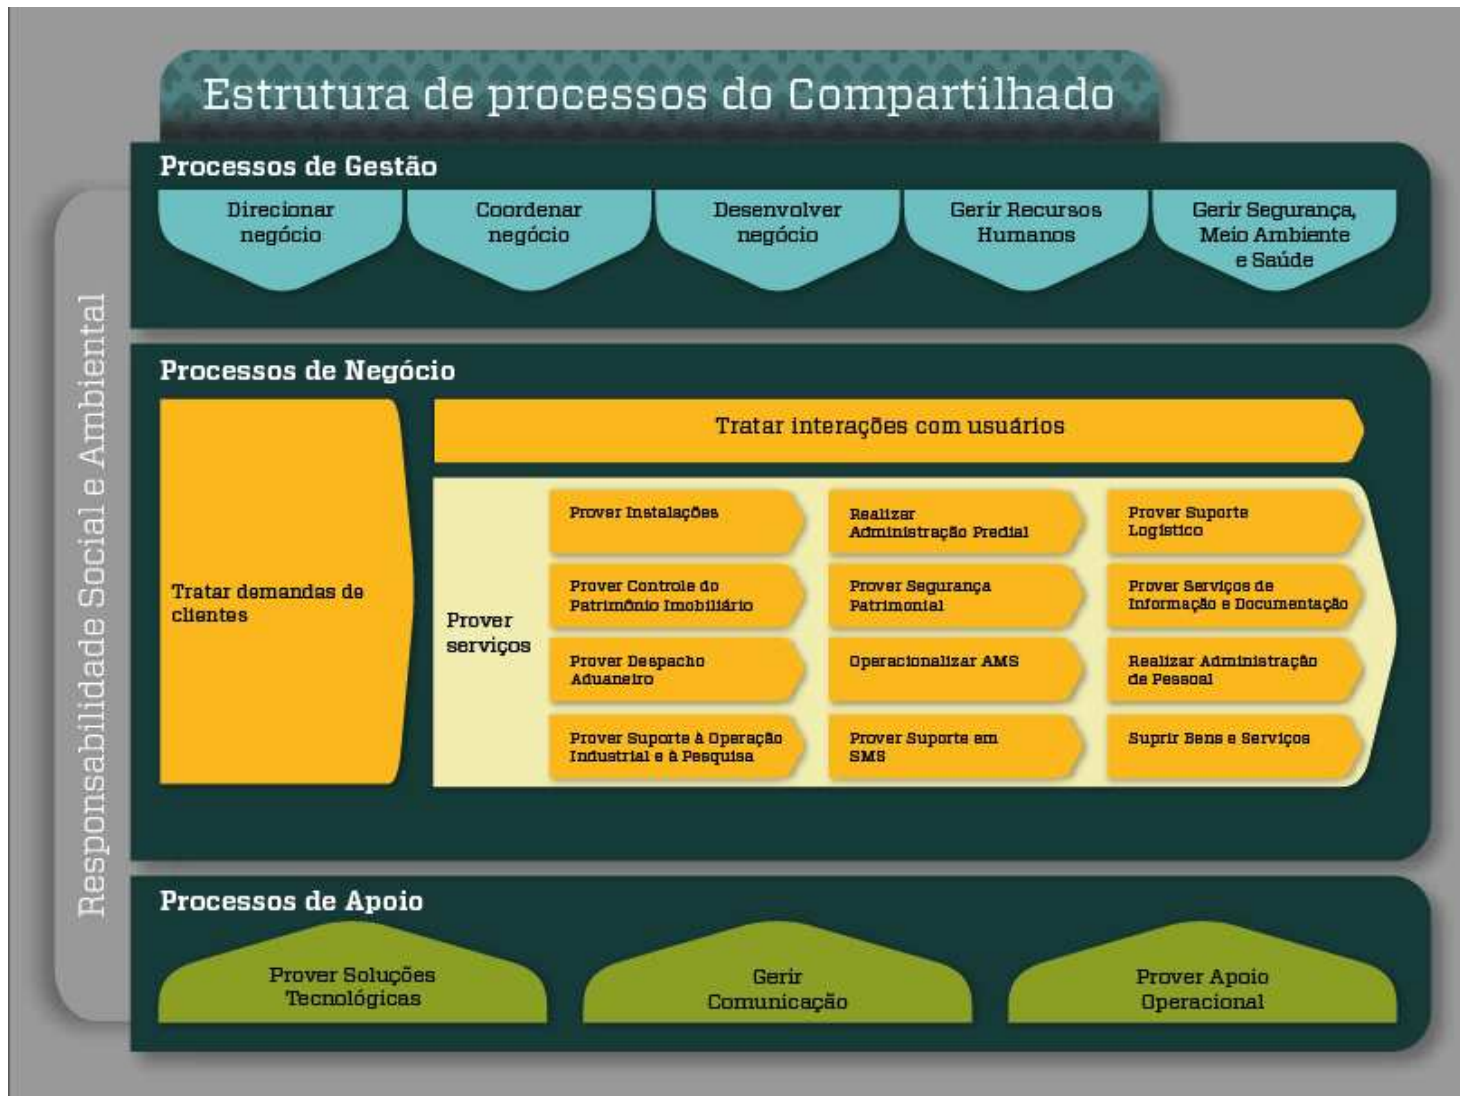 Estrutura de processos do Compartilhado
Responsabilidade Social e Ambiental
Processos de Gestão
Direcionar
negócio
Coordenar
negócio
Desenvolver
negócio
Gerir Recursos
Humanos
Gerir Segurança,
Meio Ambiente
e Saúde
Processos de Negócio
Tratar demandas de
clientes
Tratar interações com usuários
Prover
serviços
Prover Instalações
Realizar
Administração Predial
Prover Suporte
Logístico
Prover Controle do
Patrimônio Imobiliário
Prover Segurança
Patrimonial
Prover Serviços de
Informação e Documentação
Prover Despacho
Aduaneiro
Operacionalizar AMS
Realizar Administração
de Pessoal
Prover Suporte à Operação
Industrial e à Pesquisa
Prover Suporte em
SMS
Suprir Bens e Serviços
Processos de Apoio
Prover Soluções
Tecnológicas
Gerir
Comunicação
Prover Apoio
Operacional